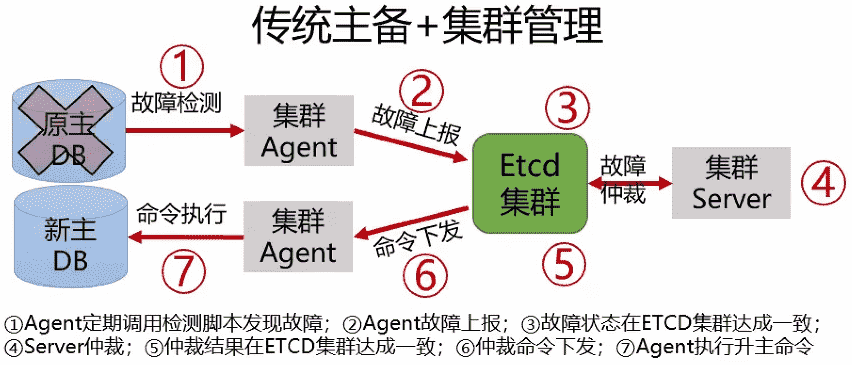 传统主备+集群管理
①
故障检测
②
故障上报
③
原主
DB
集群
Agent
Etcd
集群
故障
仲裁
集群
Server
④
新主
DB
命令执行
⑦
集群
Agent
命令下发
⑥
⑤
①Agent定期调用检测脚本发现故障；②Agent故障上报；③故障状态在ETCD集群达成一致；
④Server仲裁；⑤仲裁结果在ETCD集群达成一致；⑥仲裁命令下发；⑦Agent执行升主命令